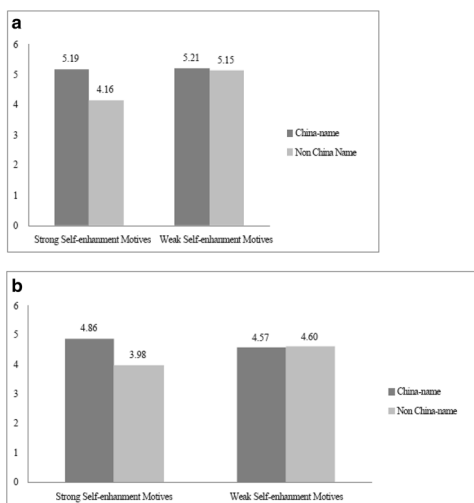 a
6
5.19
5.21
5.15
5
4.16
4
3
China-name
Non China Name
2
1
0
Strong Self-enhanment Motives
Weak Self-enhanment Motives
b
6
4.86
4.57
4.60
5
3.98
4
China-name
3
Non China-name
2
1
0
Strong Self-enhanment Motives
Weak Self-enhanment Motives